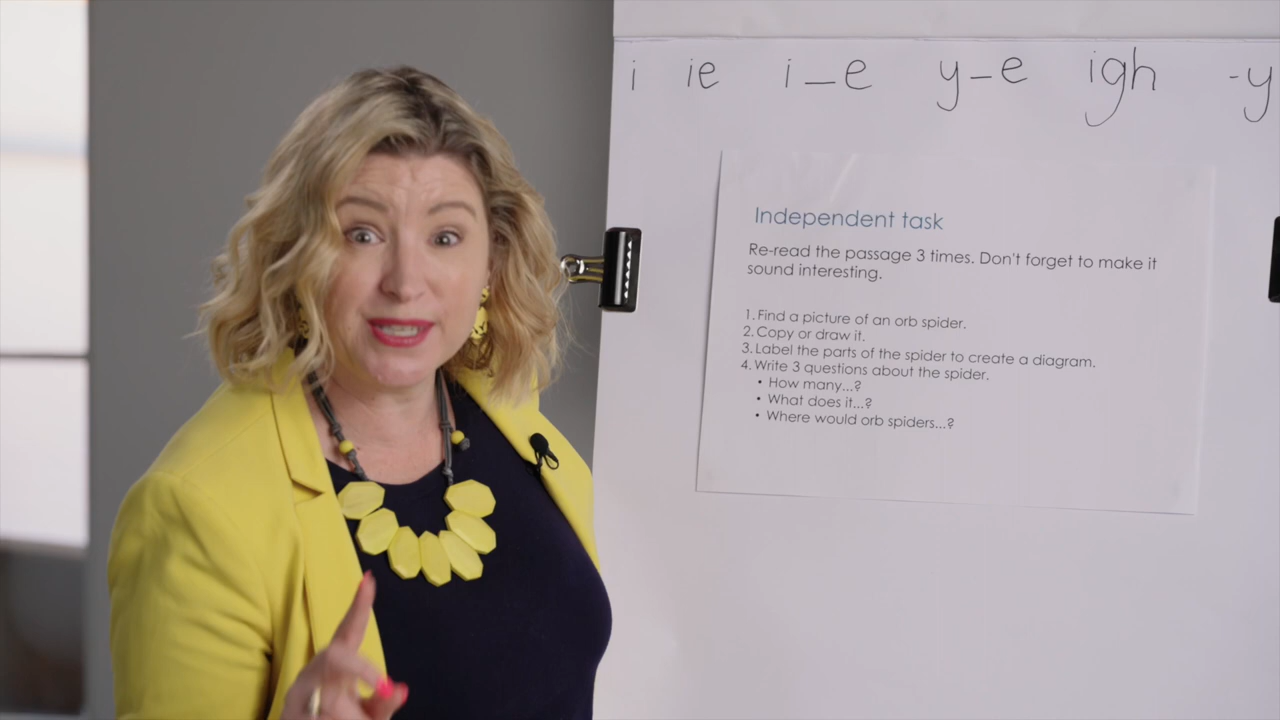 i ie i_e y_e igh -y
Independent task
Re-read the passage 3 times. Don't forget to make it
sound interesting.
1. Find a picture of an orb spider.
2. Copy or draw it.
3. Label the parts of the spider to create a diagram.
4. Write 3 questions about the spider.
• How many...?
• What does it...?
• Where would orb spiders...?